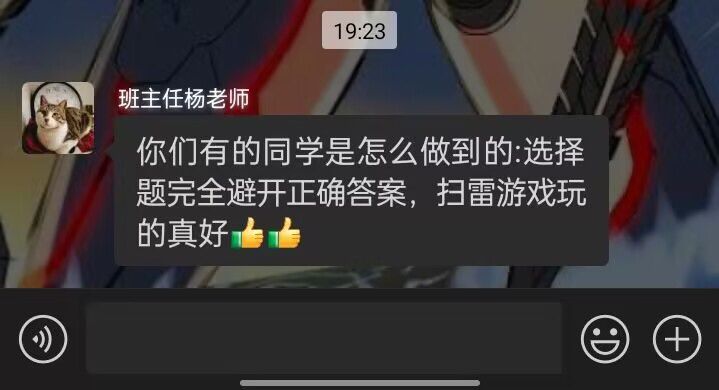 19:23
班主任杨老师
你们有的同学是怎么做到的:选择
题完全避开正确答案，扫雷游戏玩
的真好👍👍